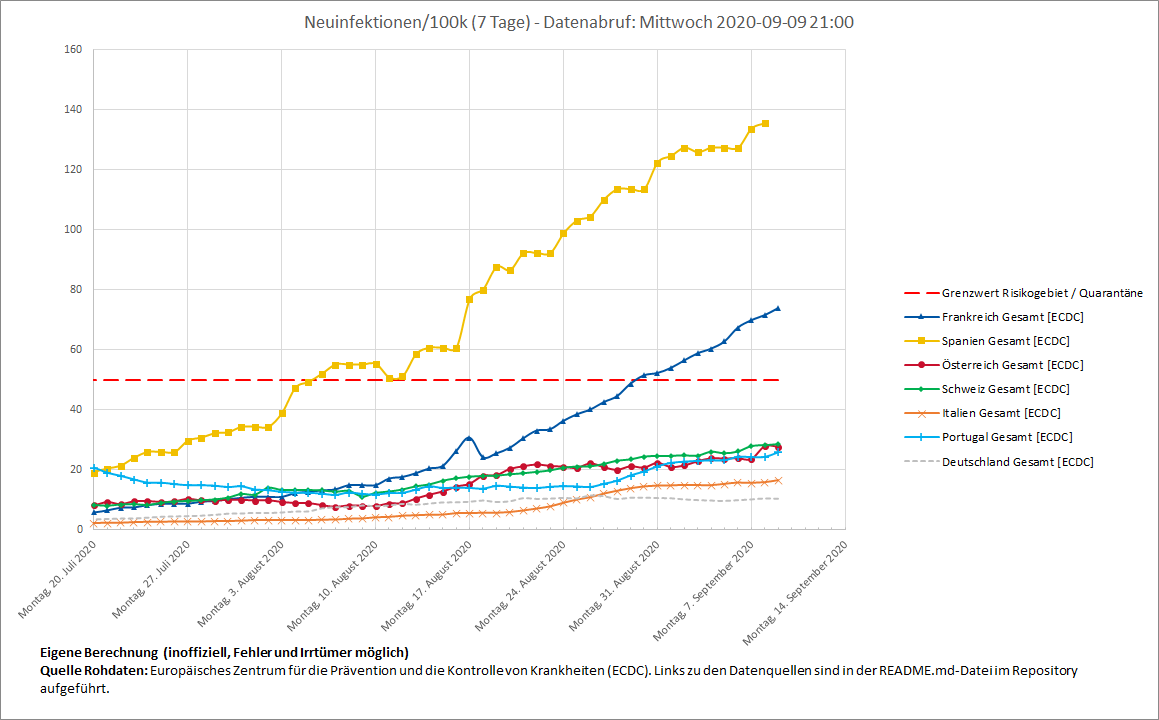 Neuinfektionen/100k (7 Tage) - Datenabruf: Mittwoch 2020-09-09 21:00
160
140
120
100
80
60
40
20
0
Montag, 20. Juli 2020
Montag, 27. Juli 2020
Montag, 3. August 2020
Montag, 10. August 2020
Montag, 17. August 2020
Montag, 24. August 2020
Montag, 31. August 2020
Montag, 7. September 2020
Montag, 14. September 2020
Grenzwert Risikogebiet / Quarantäne
Frankreich Gesamt [ECDC]
Spanien Gesamt [ECDC]
Österreich Gesamt [ECDC]
Schweiz Gesamt [ECDC]
Italien Gesamt [ECDC]
Portugal Gesamt [ECDC]
Deutschland Gesamt [ECDC]
Eigene Berechnung (inoffiziell, Fehler und Irrtümer möglich)
Quelle Rohdaten: Europäisches Zentrum für die Prävention und die Kontrolle von Krankheiten (ECDC). Links zu den Datenquellen sind in der README.md-Datei im Repository
aufgeführt.